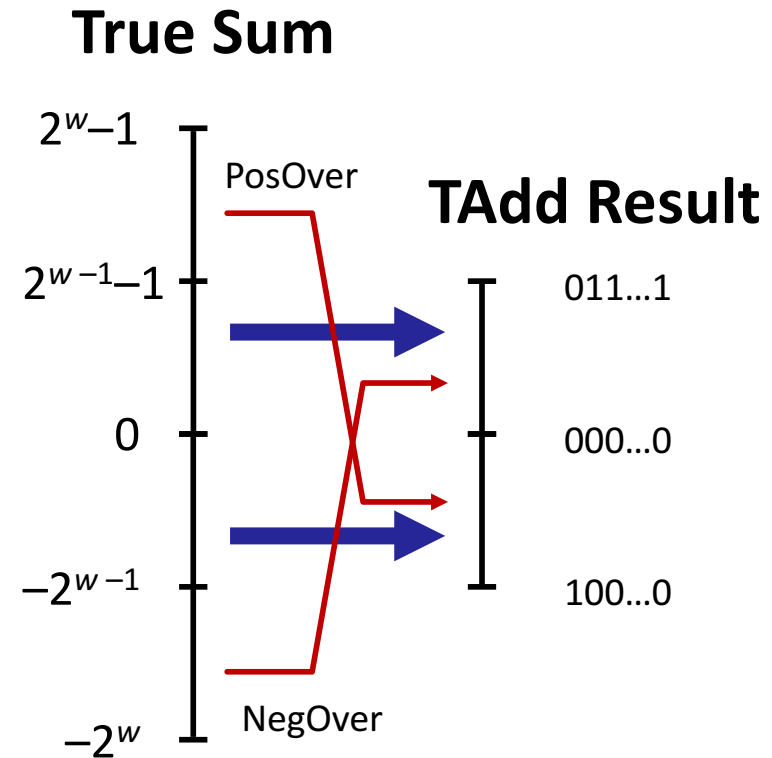 True Sum
2ʷ–1
PosOver
TAdd Result
2ʷ ⁻¹–1
011…1
0
000…0
–2ʷ ⁻¹
100…0
NegOver
–2ʷ